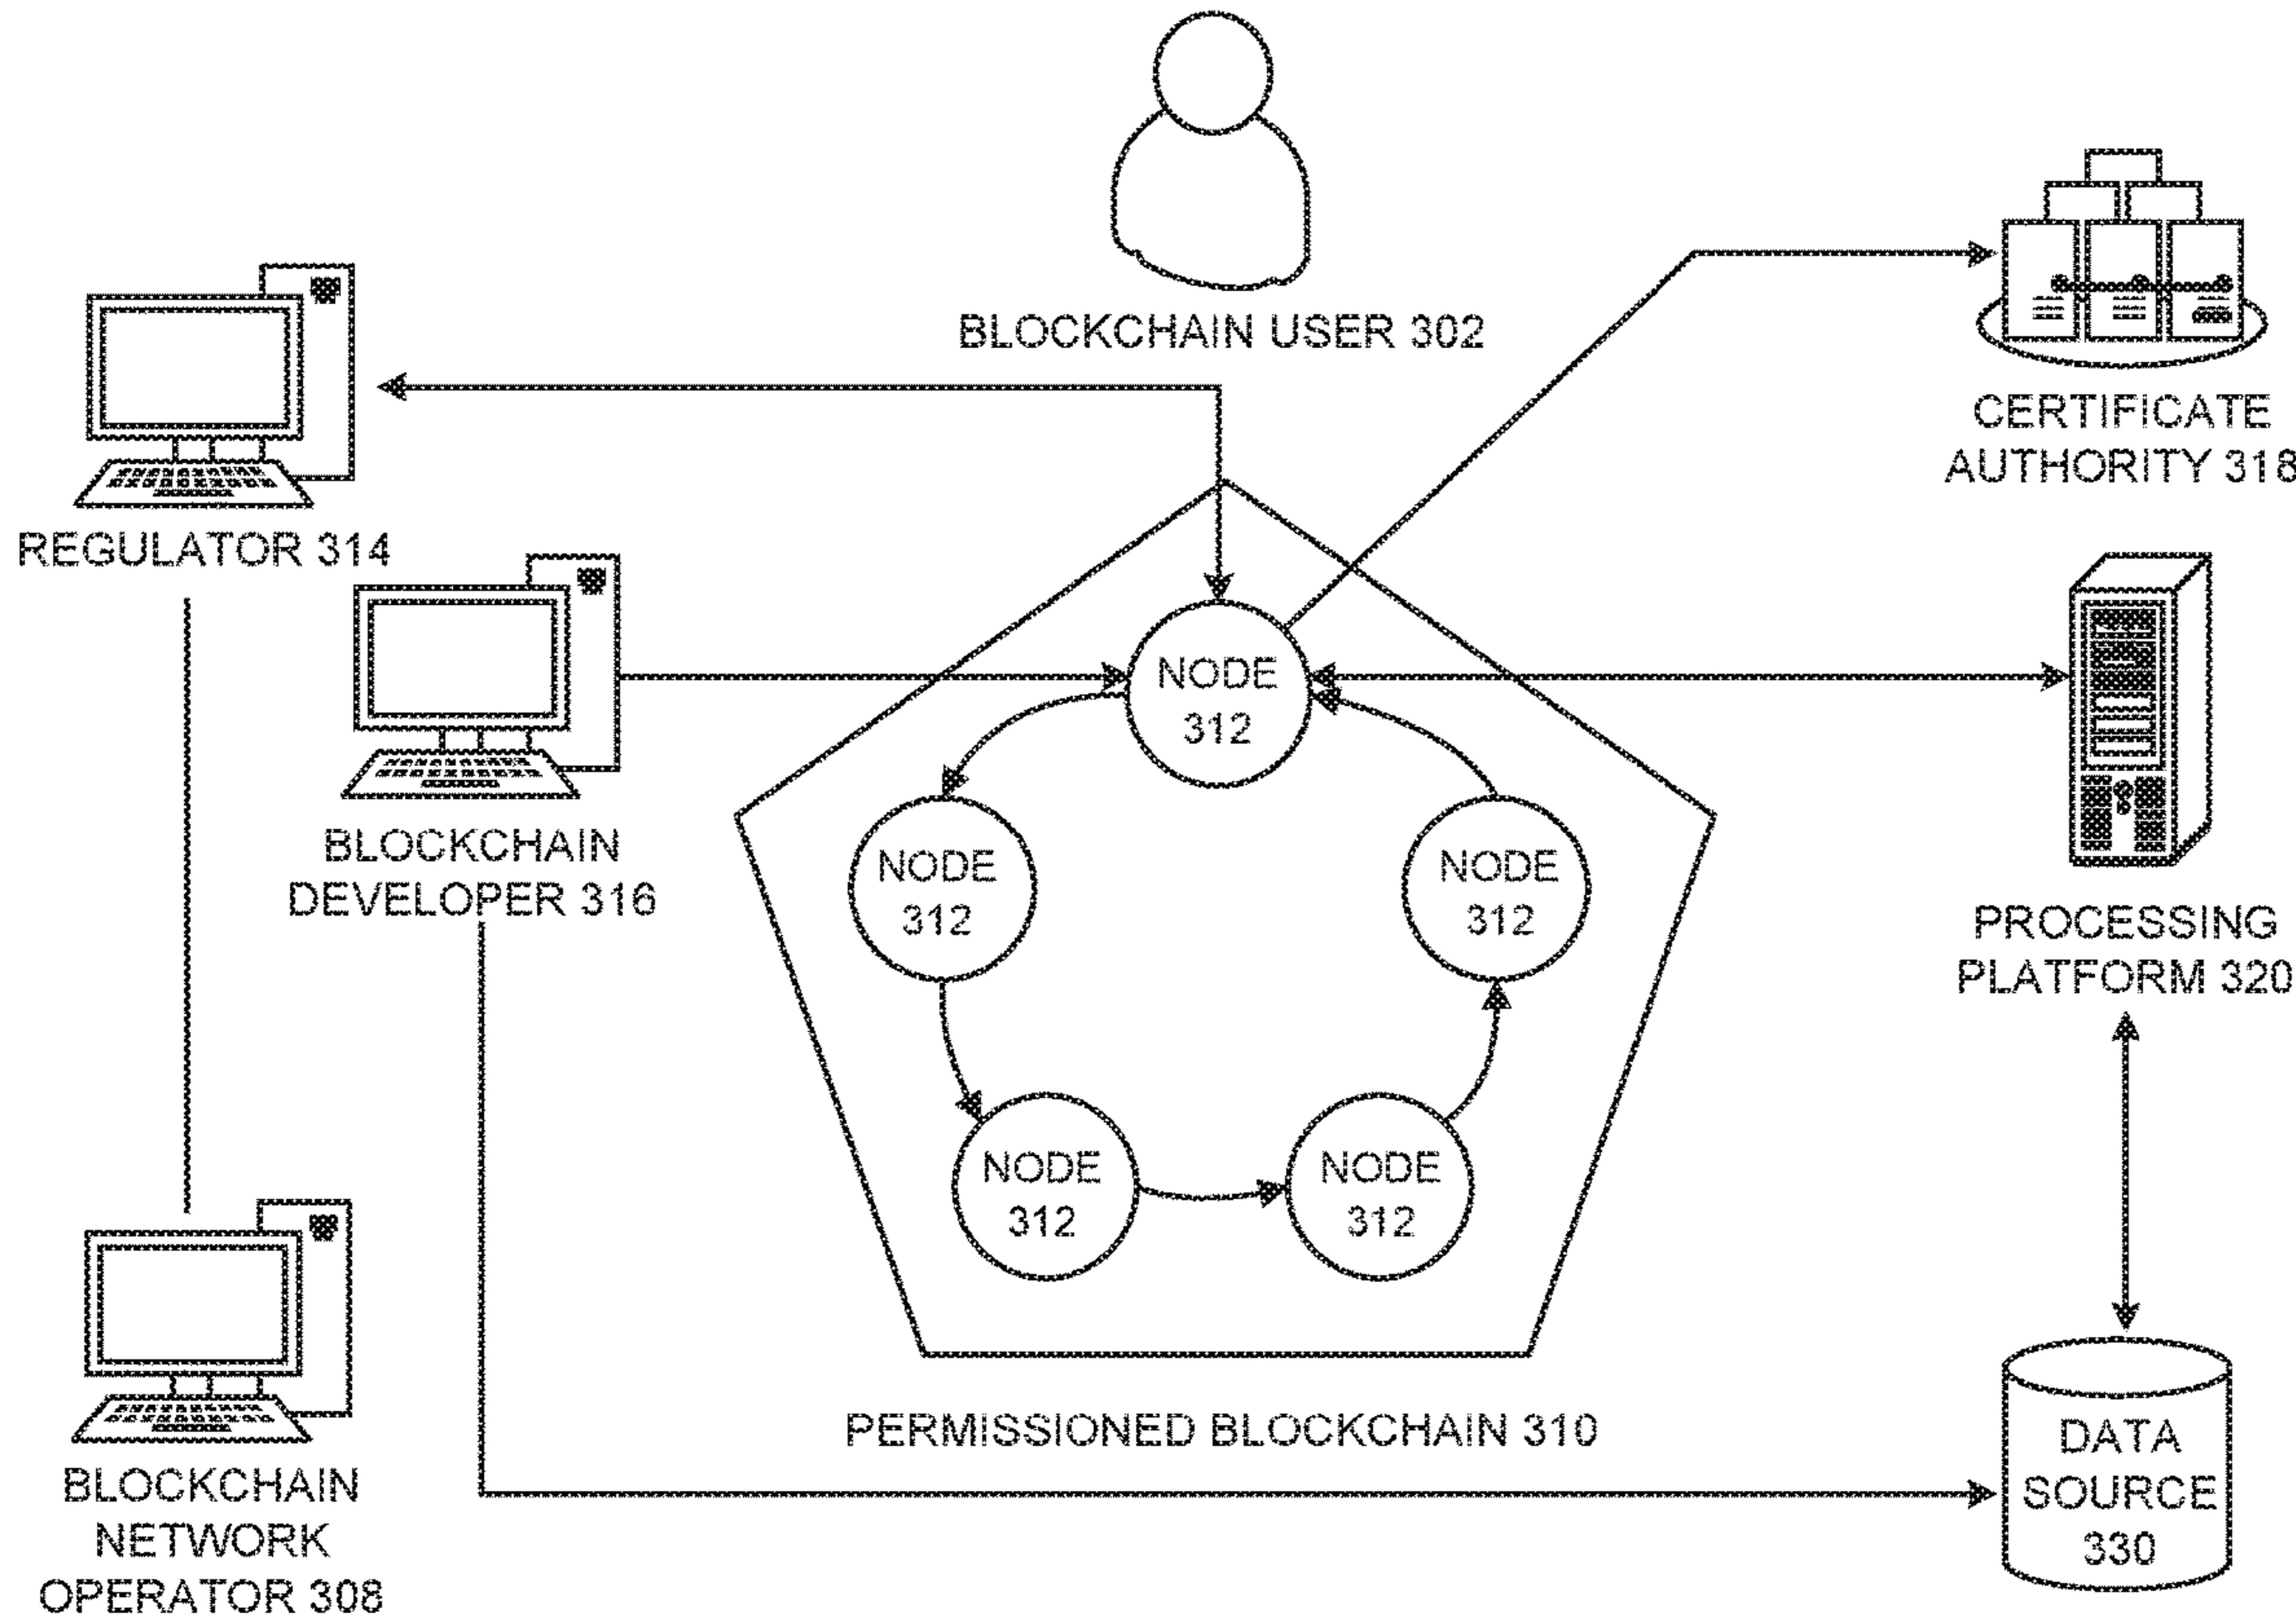 BLOCKCHAIN USER 302
CERTIFICATE
AUTHORITY 318
REGULATOR 314
NODE
312
BLOCKCHAIN
DEVELOPER 316
NODE
312
NODE
312
PROCESSING
PLATFORM 320
NODE
312
NODE
312
PERMISSIONED BLOCKCHAIN 310
BLOCKCHAIN
NETWORK
OPERATOR 308
DATA
SOURCE
330